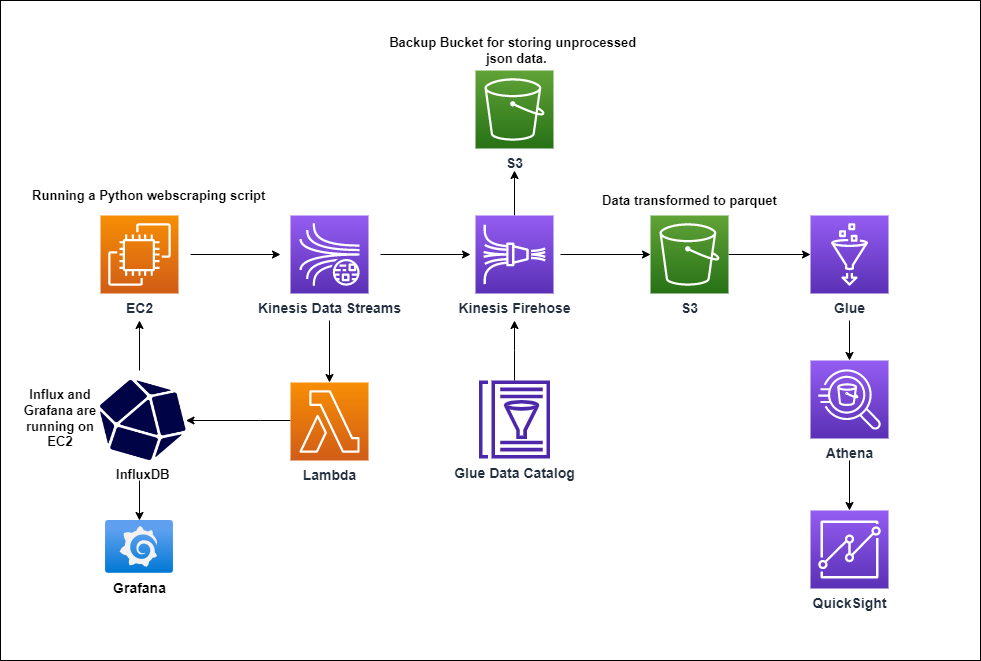 Backup Bucket for storing unprocessed
json data.
S3
Running a Python webscraping script
Data transformed to parquet
EC2
Kinesis Data Streams
Kinesis Firehose
S3
Glue
Influx and
Grafana are
running on
EC2
InfluxDB
Lambda
Glue Data Catalog
Athena
Grafana
QuickSight